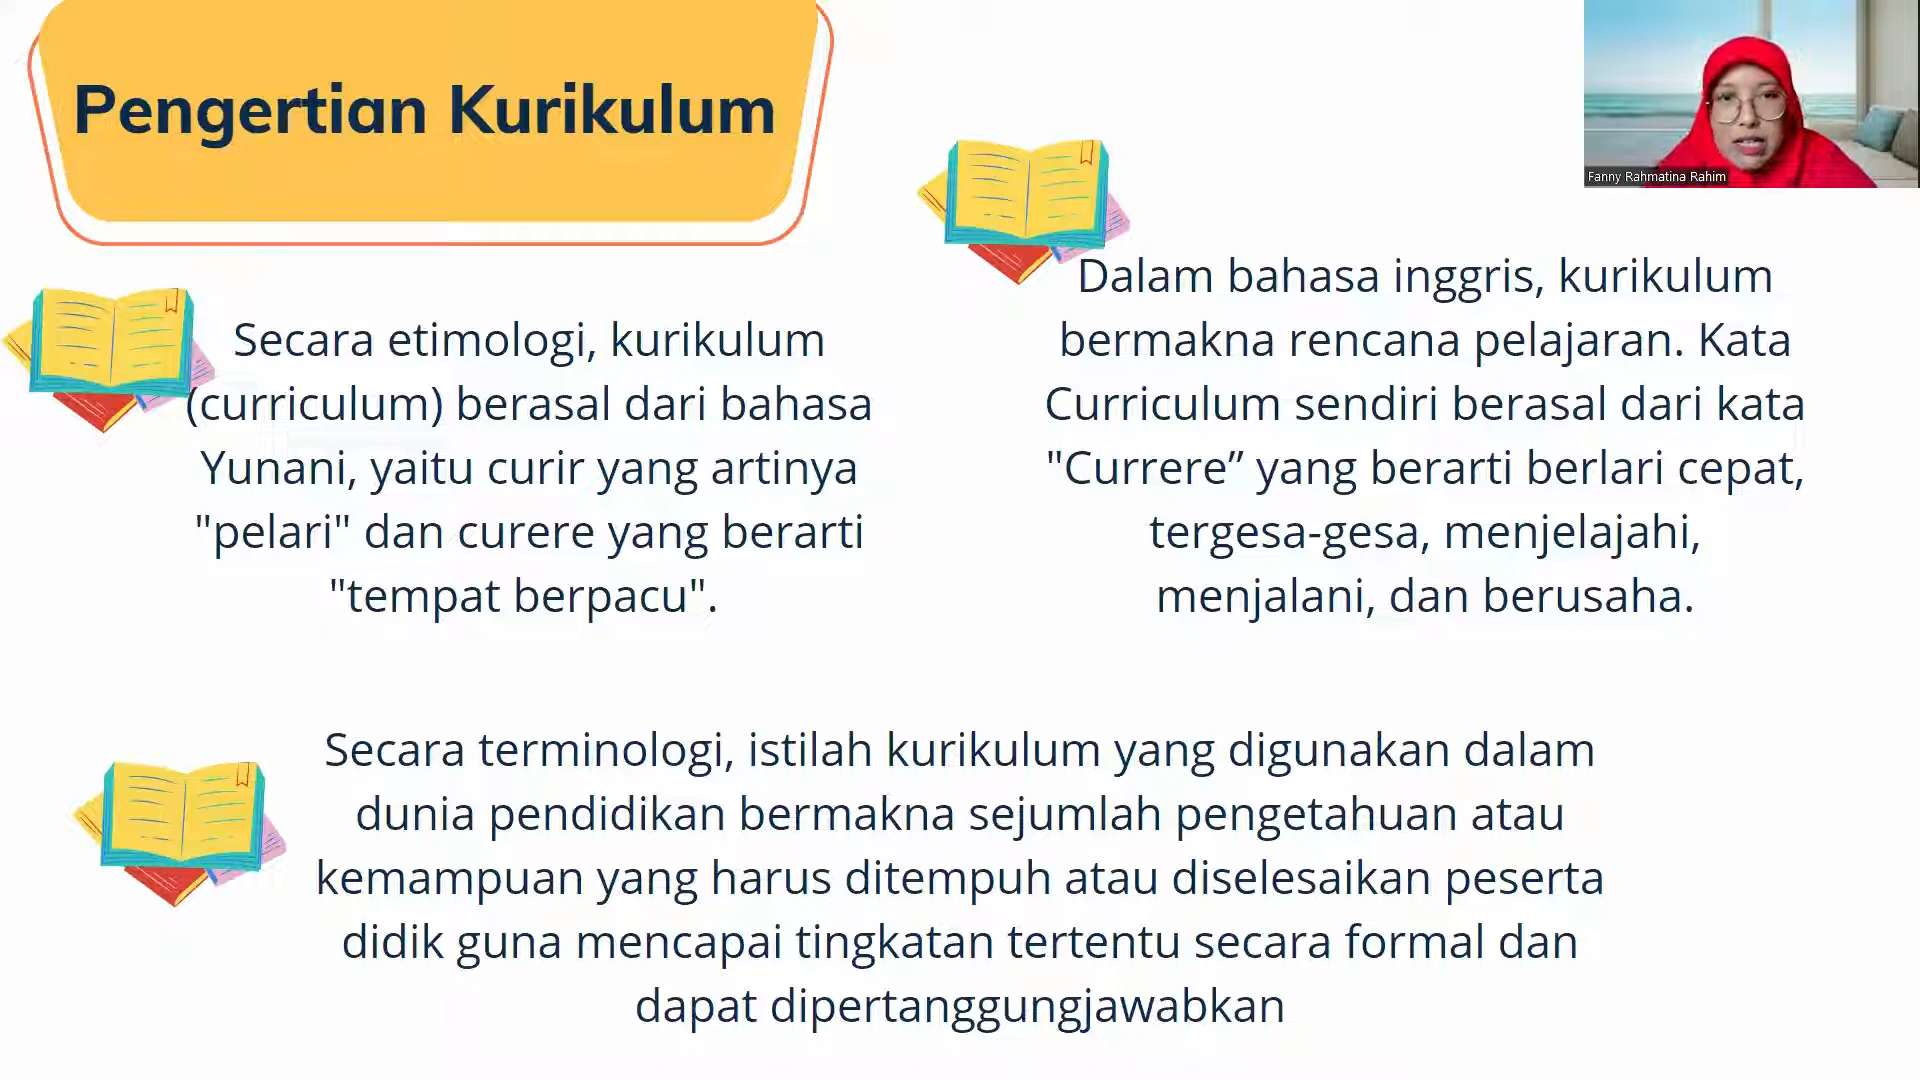 Pengertian Kurikulum
Fanny Rahmatina Rahim
Secara etimologi, kurikulum
(curriculum) berasal dari bahasa
Yunani, yaitu curir yang artinya
"pelari" dan curere yang berarti
"tempat berpacu".
Dalam bahasa inggris, kurikulum
bermakna rencana pelajaran. Kata
Curriculum sendiri berasal dari kata
"Currere” yang berarti berlari cepat,
tergesa-gesa, menjelajahi,
menjalani, dan berusaha.
Secara terminologi, istilah kurikulum yang digunakan dalam
dunia pendidikan bermakna sejumlah pengetahuan atau
kemampuan yang harus ditempuh atau diselesaikan peserta
didik guna mencapai tingkatan tertentu secara formal dan
dapat dipertanggungjawabkan